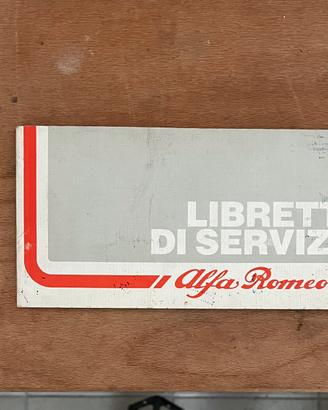 LIBRETT
DI SERVIZ
Alfa Romeo